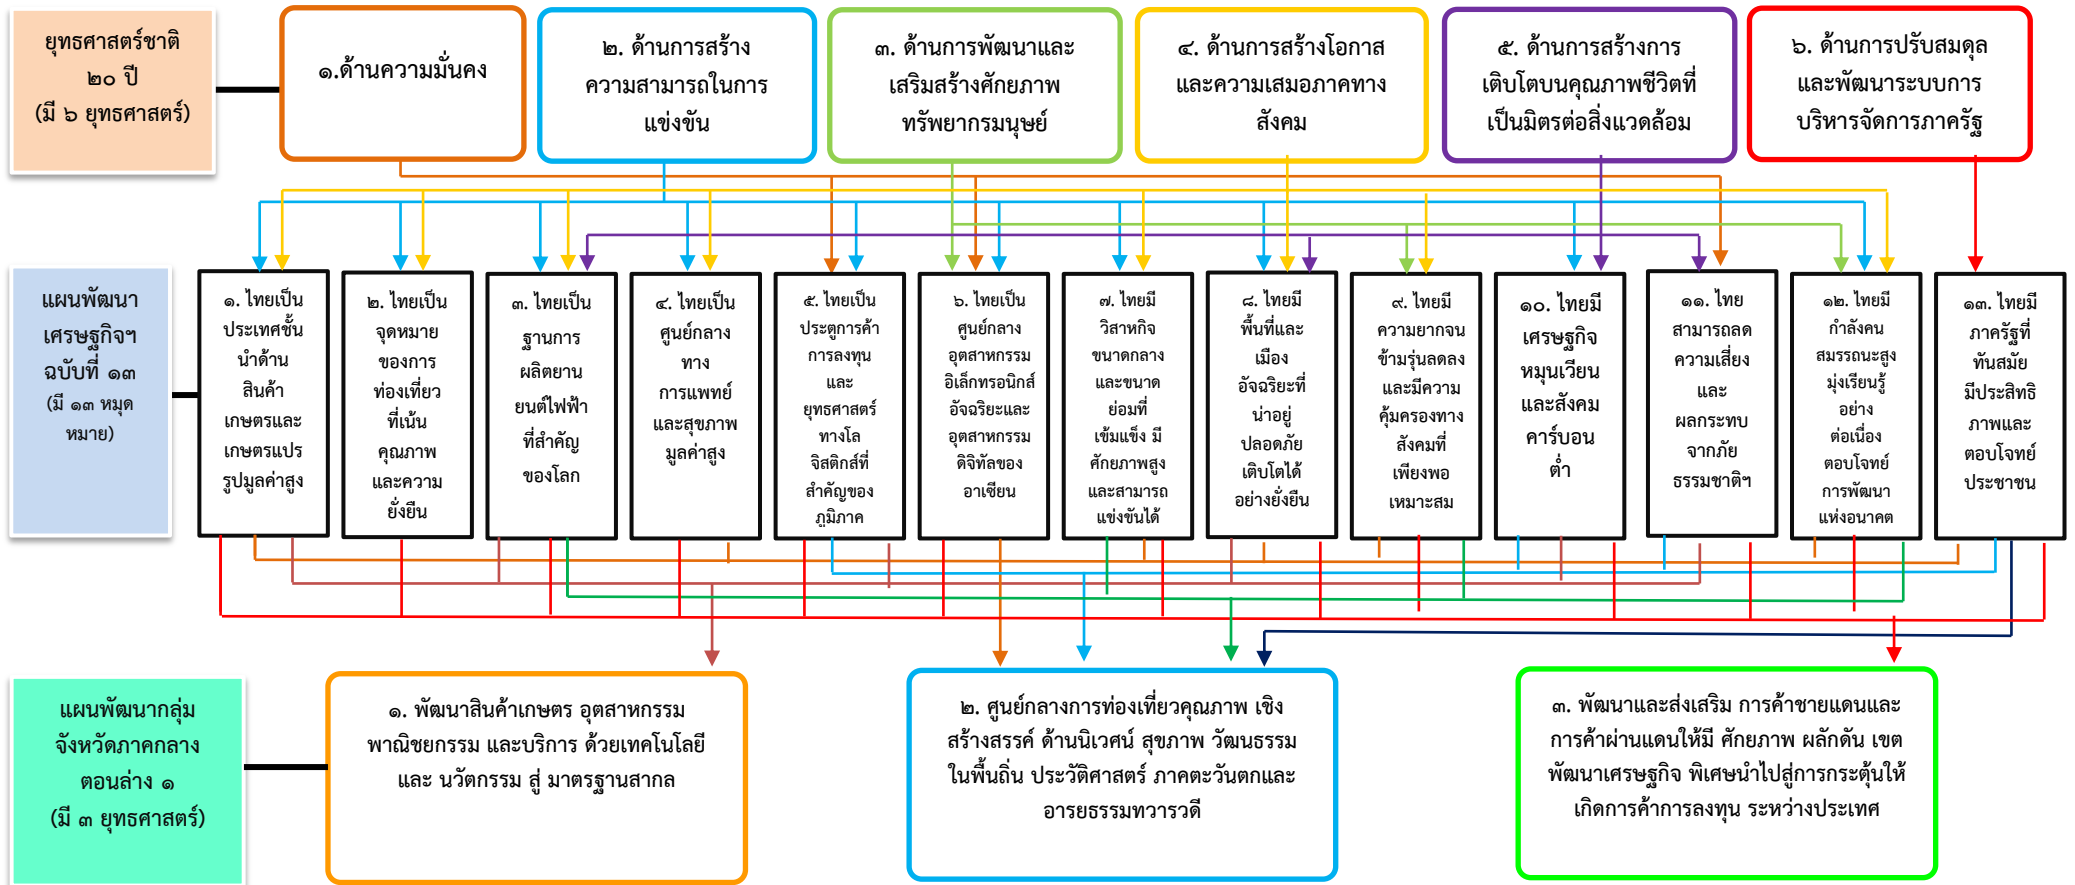 ยุทธศาสตร์ชาติ
๒๐ ปี
(มี ๖ ยุทธศาสตร์)
๑.ด้านความมั่นคง
๒. ด้านการสร้าง
ความสามารถในการ
แข่งขัน
๓. ด้านการพัฒนาและ
เสริมสร้างศักยภาพ
ทรัพยากรมนุษย์
๔. ด้านการสร้างโอกาส
และความเสมอภาคทาง
สังคม
๕. ด้านการสร้างการ
เติบโตบนคุณภาพชีวิตที่
เป็นมิตรต่อสิ่งแวดล้อม
๖. ด้านการปรับสมดุล
และพัฒนาระบบการ
บริหารจัดการภาครัฐ
แผนพัฒนา
เศรษฐกิจฯ
ฉบับที่ ๑๓
(มี ๑๓ หมุด
หมาย)
๑. ไทยเป็น
ประเทศชั้น
นำด้าน
สินค้า
เกษตรและ
เกษตรแปร
รูปมูลค่าสูง
๒. ไทยเป็น
จุดหมาย
ของการ
ท่องเที่ยว
ที่เน้น
คุณภาพ
และความ
ยั่งยืน
๓. ไทยเป็น
ฐานการ
ผลิตยาน
ยนต์ไฟฟ้า
ที่สำคัญ
ของโลก
๔. ไทยเป็น
ศูนย์กลาง
ทาง
การแพทย์
และสุขภาพ
มูลค่าสูง
๕. ไทยเป็น
ประตูการค้า
การลงทุน
และ
ยุทธศาสตร์
ทางโล
จิสติกส์ที่
สำคัญของ
ภูมิภาค
๖. ไทยเป็น
ศูนย์กลาง
อุตสาหกรรม
อิเล็กทรอนิกส์
อัจฉริยะและ
อุตสาหกรรม
ดิจิทัลของ
อาเซียน
๗. ไทยมี
วิสาหกิจ
ขนาดกลาง
และขนาด
ย่อมที่
เข้มแข็ง มี
ศักยภาพสูง
และสามารถ
แข่งขันได้
๘. ไทยมี
พื้นที่และ
เมือง
อัจฉริยะที่
น่าอยู่
ปลอดภัย
เติบโตได้
อย่างยั่งยืน
๙. ไทยมี
ความยากจน
ข้ามรุ่นลดลง
และมีความ
คุ้มครองทาง
สังคมที่
เพียงพอ
เหมาะสม
๑๐. ไทยมี
เศรษฐกิจ
หมุนเวียน
และสังคม
คาร์บอน
ต่ำ
๑๑. ไทย
สามารถลด
ความเสี่ยง
และ
ผลกระทบ
จากภัย
ธรรมชาติฯ
๑๒. ไทยมี
กำลังคน
สมรรถนะสูง
มุ่งเรียนรู้
อย่าง
ต่อเนื่อง
ตอบโจทย์
การพัฒนา
แห่งอนาคต
๑๓. ไทยมี
ภาครัฐที่
ทันสมัย
มีประสิทธิ
ภาพและ
ตอบโจทย์
ประชาชน
แผนพัฒนากลุ่ม
จังหวัดภาคกลาง
ตอนล่าง ๑
(มี ๓ ยุทธศาสตร์)
๑. พัฒนาสินค้าเกษตร อุตสาหกรรม
พาณิชยกรรม และบริการ ด้วยเทคโนโลยี
และ นวัตกรรม สู่ มาตรฐานสากล
๒. ศูนย์กลางการท่องเที่ยวคุณภาพ เชิง
สร้างสรรค์ ด้านนิเวศน์ สุขภาพ วัฒนธรรม
ในพื้นถิ่น ประวัติศาสตร์ ภาคตะวันตกและ
อารยธรรมทวารวดี
๓. พัฒนาและส่งเสริม การค้าชายแดนและ
การค้าผ่านแดนให้มี ศักยภาพ ผลักดัน เขต
พัฒนาเศรษฐกิจ พิเศษนำไปสู่การกระตุ้นให้
เกิดการค้าการลงทุน ระหว่างประเทศ